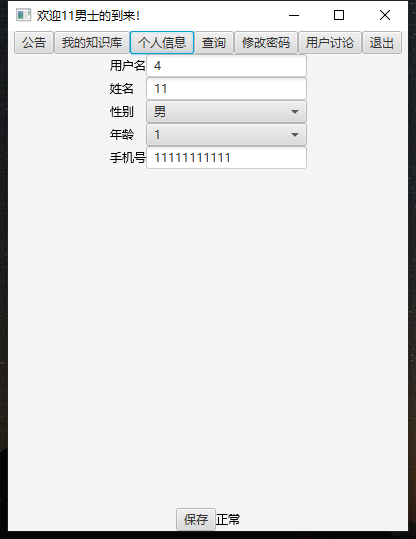 欢迎11男士的到来!
公告 我的知识库 个人信息 查询 修改密码 用户讨论 退出
用户名 4
姓名 11
性别 男
年龄 1
手机号 11111111111
保存 正常